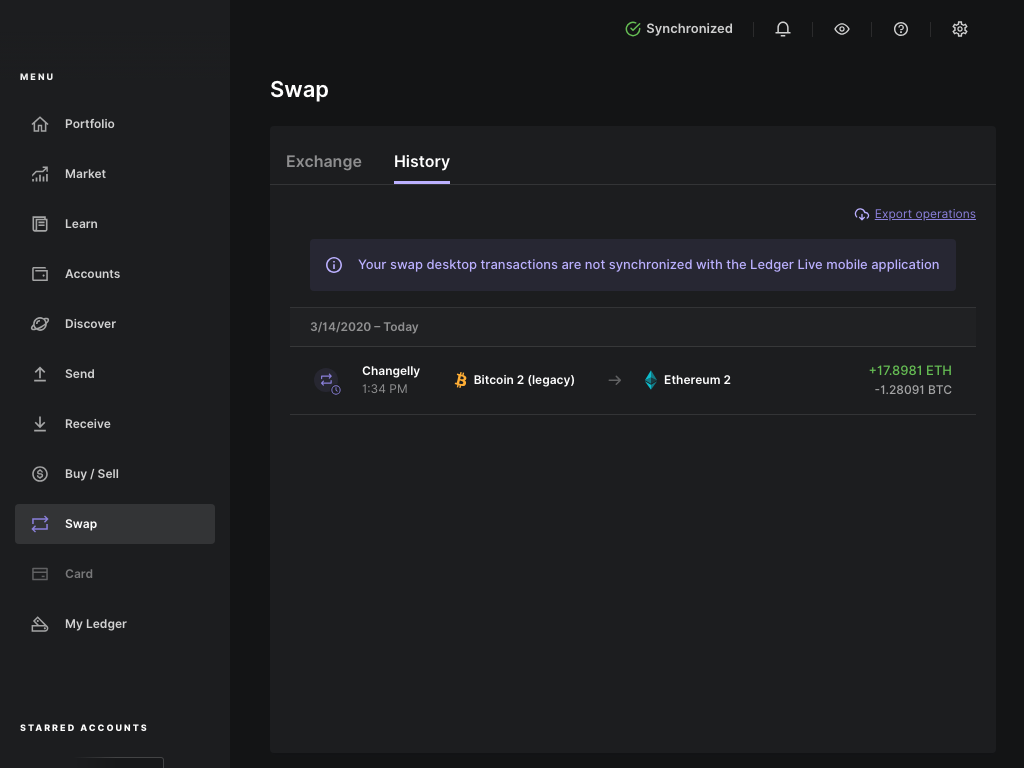 Synchronized
MENU
Portfolio
Market
Learn
Accounts
Discover
Send
Receive
Buy / Sell
Swap
Card
My Ledger
STARRED ACCOUNTS
Swap
Exchange
History
Export operations
Your swap desktop transactions are not synchronized with the Ledger Live mobile application
3/14/2020 – Today
Changelly
1:34 PM
Bitcoin 2 (legacy)
Ethereum 2
+17.8981 ETH
-1.28091 BTC